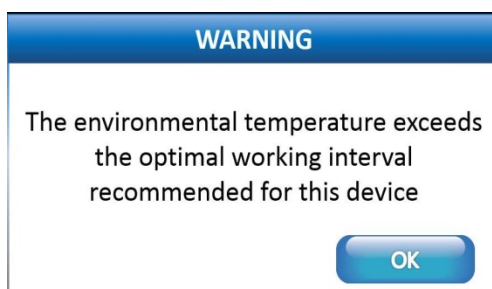 WARNING
The environmental temperature exceeds
the optimal working interval
recommended for this device
OK